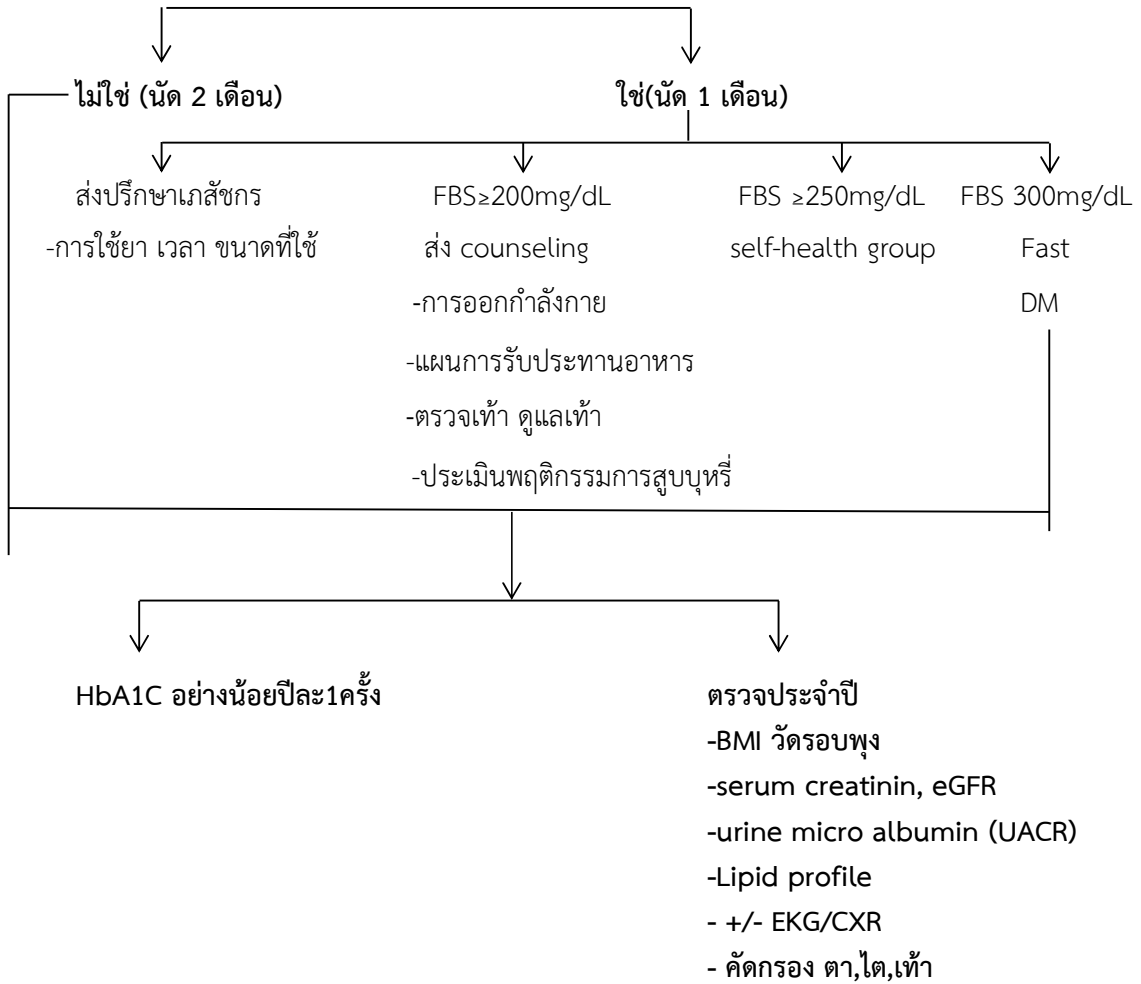 ไม่ใช่ (นัด 2 เดือน)
ใช่(นัด 1 เดือน)
ส่งปรึกษาเภสัชกร
-การใช้ยา เวลา ขนาดที่ใช้
FBS≥200mg/dL
ส่ง counseling
-การออกกำลังกาย
-แผนการรับประทานอาหาร
-ตรวจเท้า ดูแลเท้า
-ประเมินพฤติกรรมการสูบบุหรี่
FBS ≥250mg/dL
self-health group
FBS 300mg/dL
Fast
DM
HbA1C อย่างน้อยปีละ1ครั้ง
ตรวจประจำปี
-BMI วัดรอบพุง
-serum creatinin, eGFR
-urine micro albumin (UACR)
-Lipid profile
- +/- EKG/CXR
- คัดกรอง ตา,ไต,เท้า